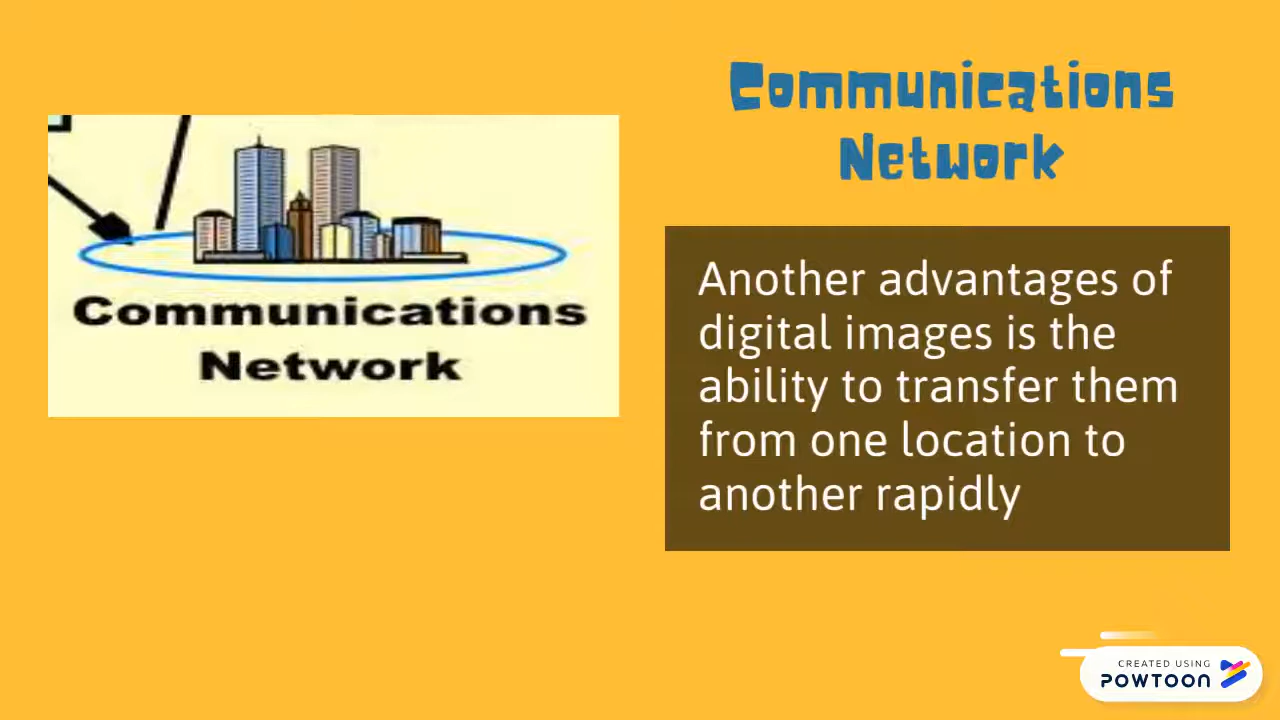 Communications
Network
Communications
Network
Another advantages of
digital images is the
ability to transfer them
from one location to
another rapidly
CREATED USING
POWTOON